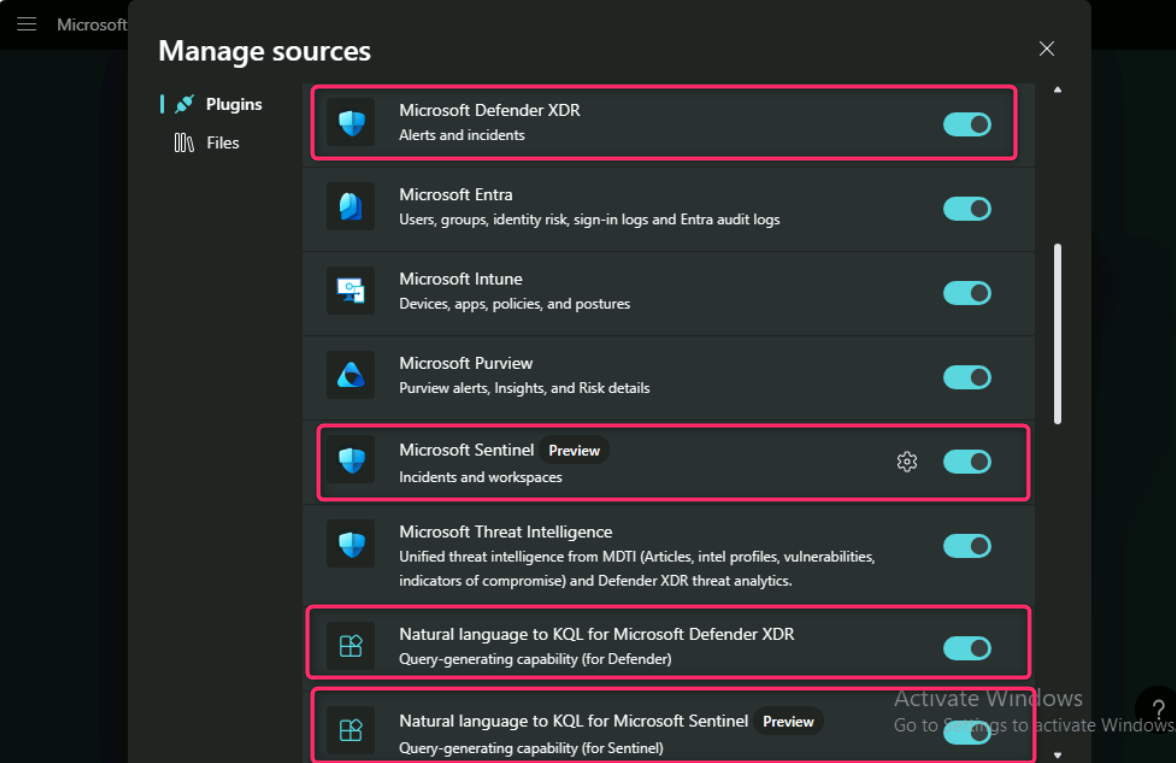 Microsoft
Manage sources
Plugins
Files
Microsoft Defender XDR
Alerts and incidents
Microsoft Entra
Users, groups, identity risk, sign-in logs and Entra audit logs
Microsoft Intune
Devices, apps, policies, and postures
Microsoft Purview
Purview alerts, Insights, and Risk details
Microsoft Sentinel Preview
Incidents and workspaces
Microsoft Threat Intelligence
Unified threat intelligence from MDTI (Articles, intel profiles, vulnerabilities,
indicators of compromise) and Defender XDR threat analytics.
Natural language to KQL for Microsoft Defender XDR
Query-generating capability (for Defender)
Natural language to KQL for Microsoft Sentinel Preview
Query-generating capability (for Sentinel)
Activate Windows
Go to Settings to activate Windows.
?